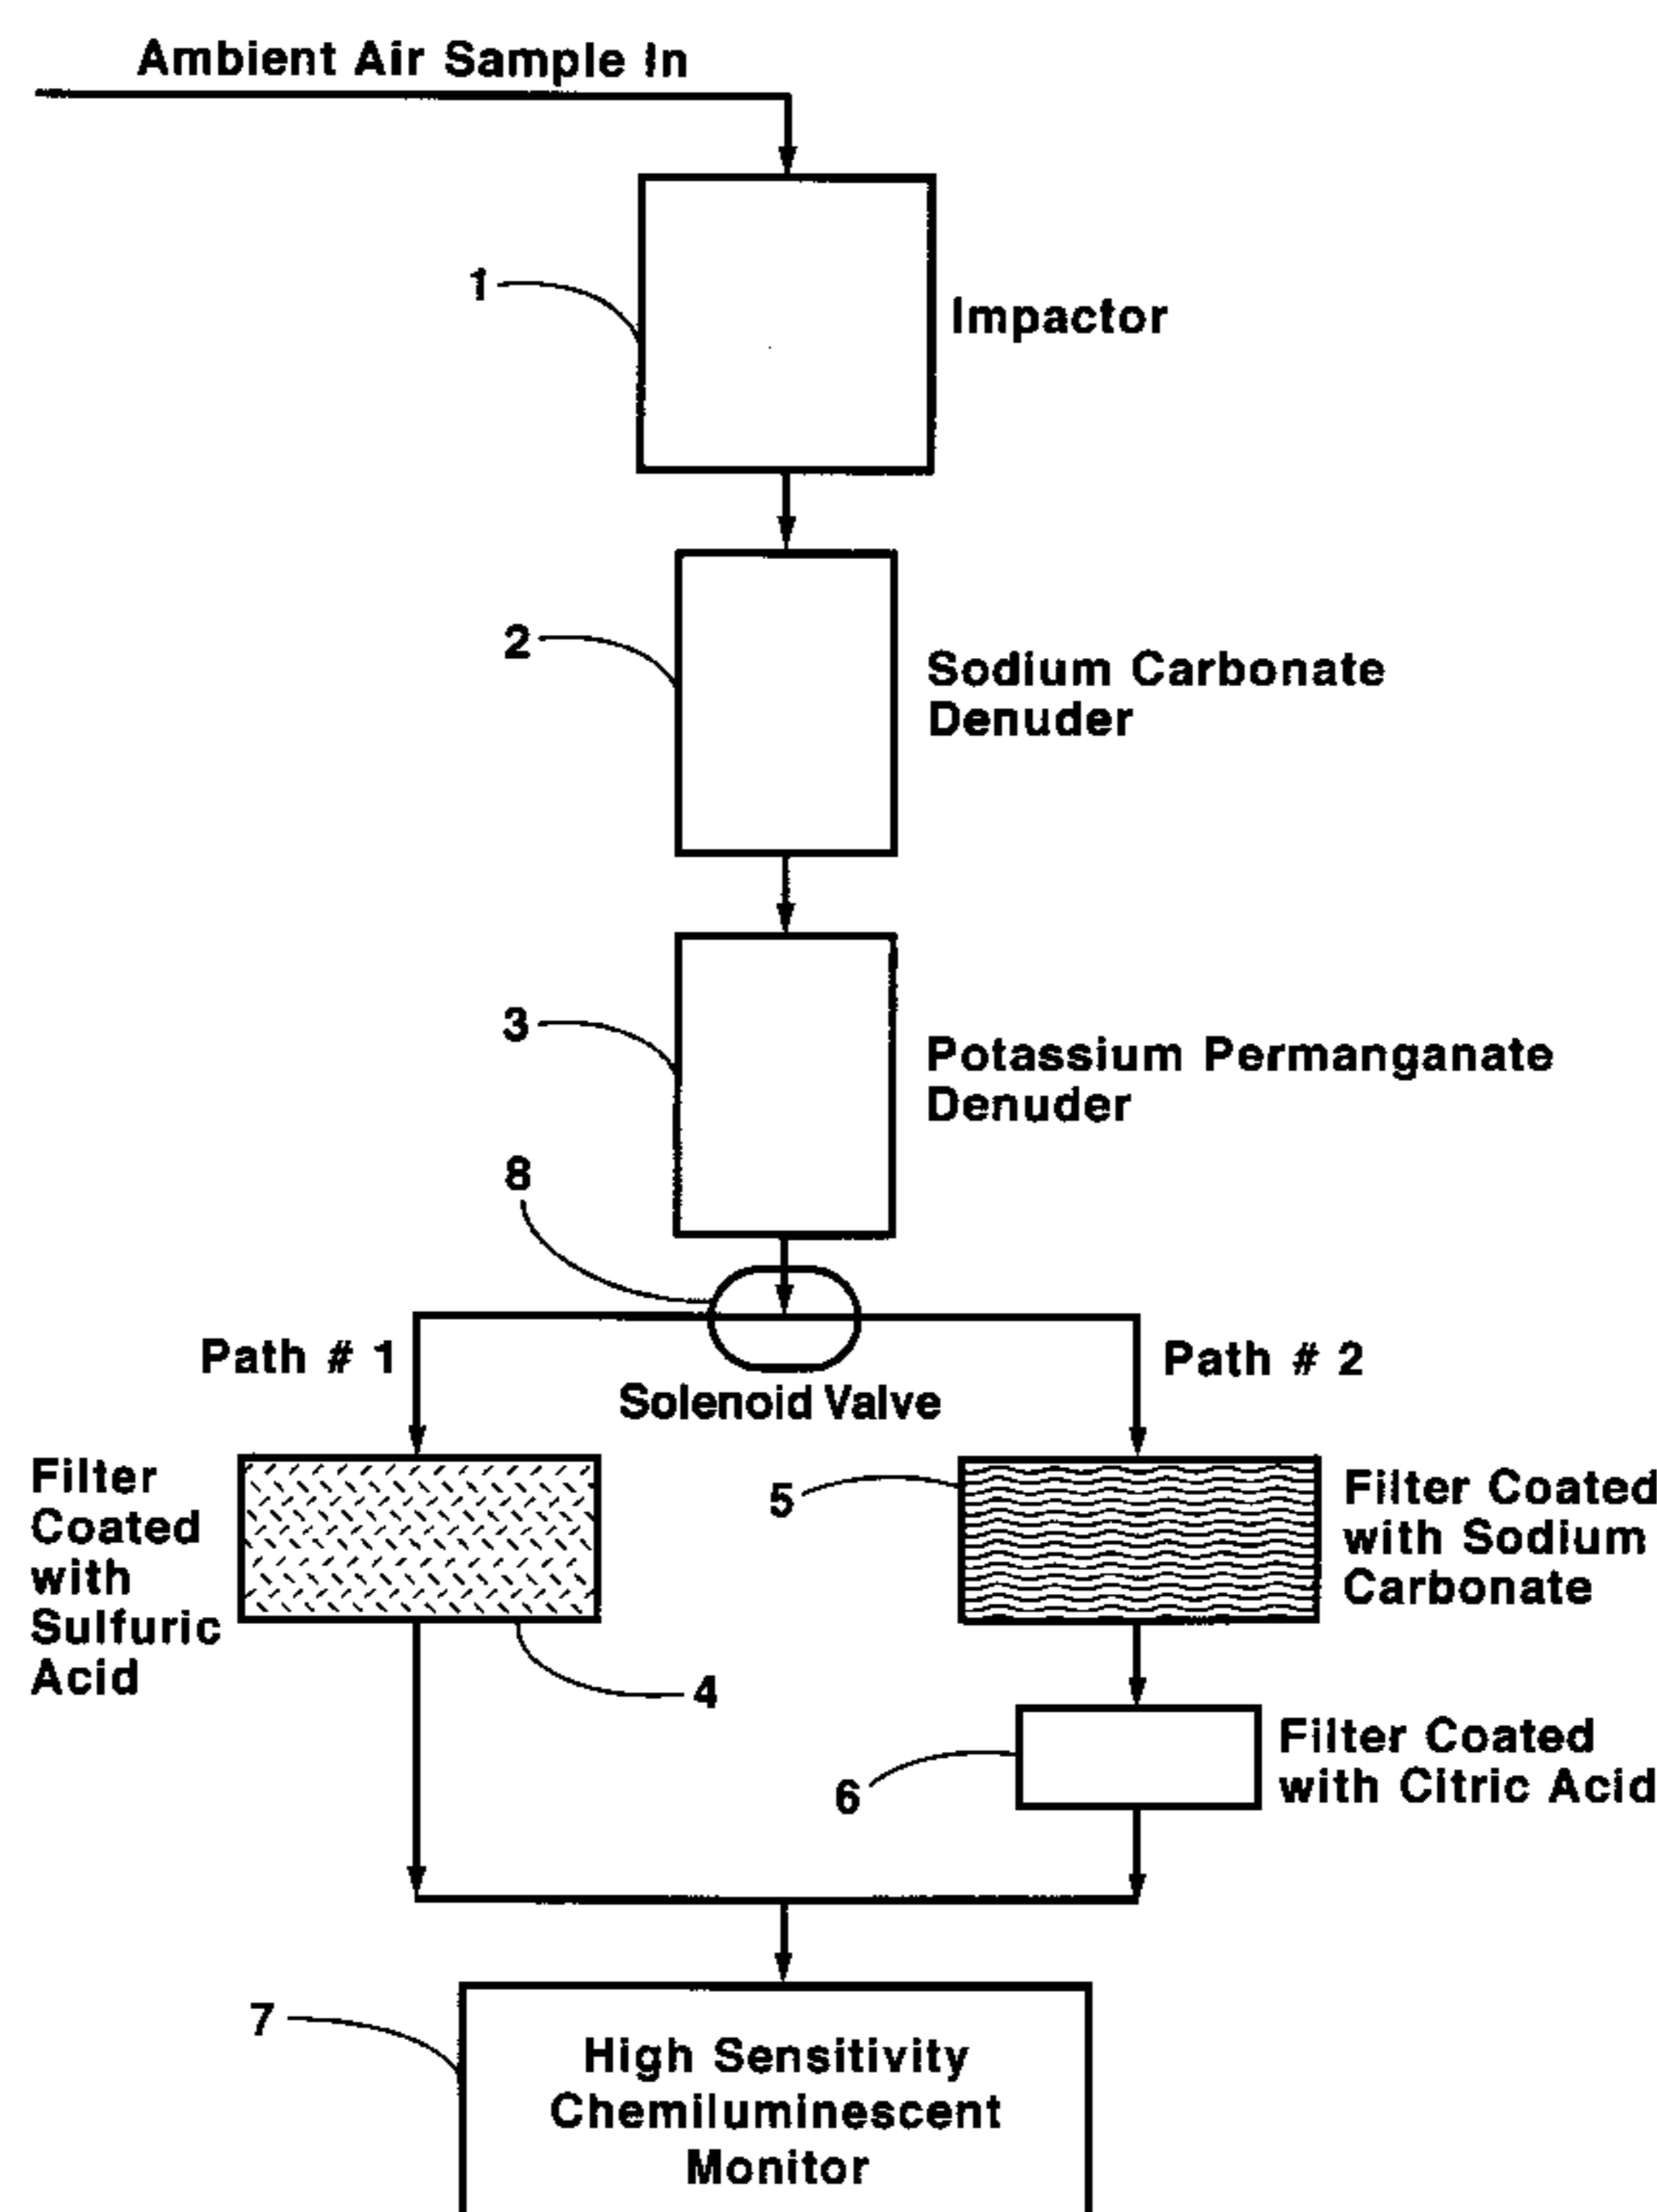 Ambient Air Sample In
1
Impactor
2
Sodium Carbonate
Denuder
3
Potassium Permanganate
Denuder
8
Path # 1
Path # 2
Solenoid Valve
Filter
Coated
with
Sulfuric
Acid
4
5
Filter Coated
with Sodium
Carbonate
6
Filter Coated
with Citric Acid
7
High Sensitivity
Chemiluminescent
Monitor